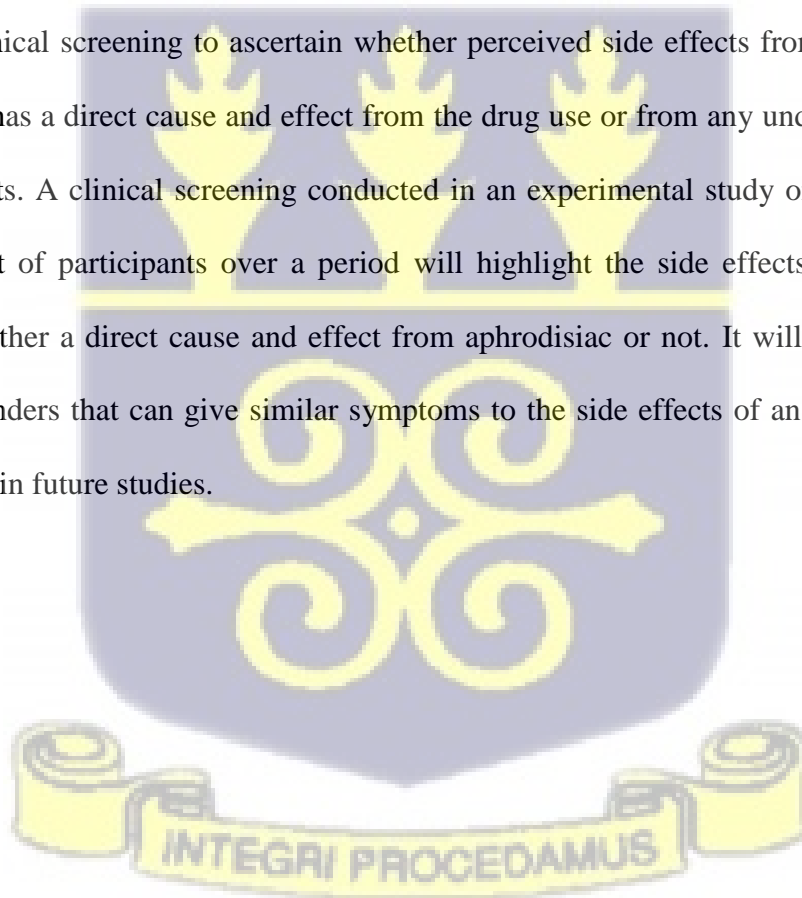 nical screening to ascertain whether perceived side effects from
has a direct cause and effect from the drug use or from any und
ts. A clinical screening conducted in an experimental study o
t of participants over a period will highlight the side effects
ther a direct cause and effect from aphrodisiac or not. It will
nders that can give similar symptoms to the side effects of an
in future studies.
INTEGRI PROCEDAMUS